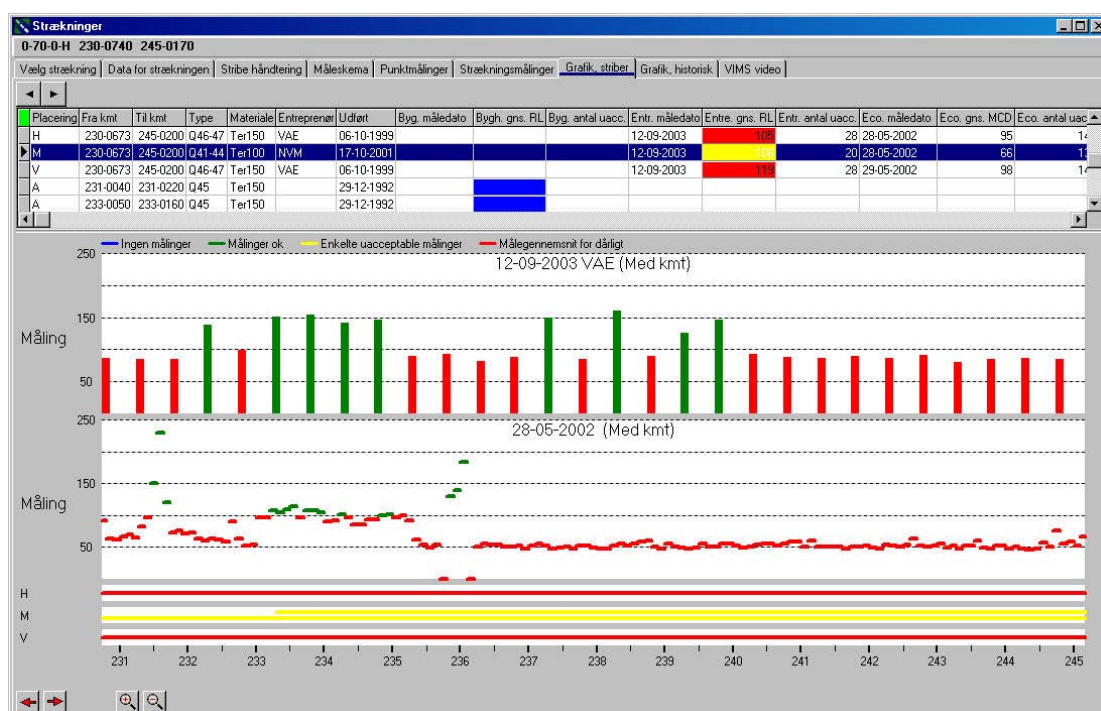 Strækninger
0-70-0-H 230-0740 245-0170
Vælg strækning Data for strækningen Stribe håndtering Måleskema Punktmålinger Strækningsmålinger Grafik, striber Grafik, historisk VIMS video
Placering Fra kmt Til kmt Type Materiale Entreprenør Udført Byg. måledato Bygh. gns. RL Byg. antal uacc. Entr. måledato Entre. gns. RL Entr. antal uacc. Eco. måledato Eco. gns. MCD Eco. antal uac
H 230-0673 245-0200 Q46-47 Ter150 VAE 06-10-1999 12-09-2003 105 28 28-05-2002 95 14
M 230-0673 245-0200 Q41-44 Ter100 NVM 17-10-2001 12-09-2003 20 28-05-2002 66 13
V 230-0673 245-0200 Q46-47 Ter150 VAE 06-10-1999 12-09-2003 119 28 29-05-2002 98 14
A 231-0040 231-0220 Q45 Ter150 29-12-1992
A 233-0050 233-0160 Q45 Ter150 29-12-1992
Ingen målinger Målinger ok Enkelte uacceptable målinger Målegennemsnit for dårligt
250
12-09-2003 VAE (Med kmt)
150
Måling
50
250
28-05-2002 (Med kmt)
150
Måling
50
H
M
V
231 232 233 234 235 236 237 238 239 240 241 242 243 244 245